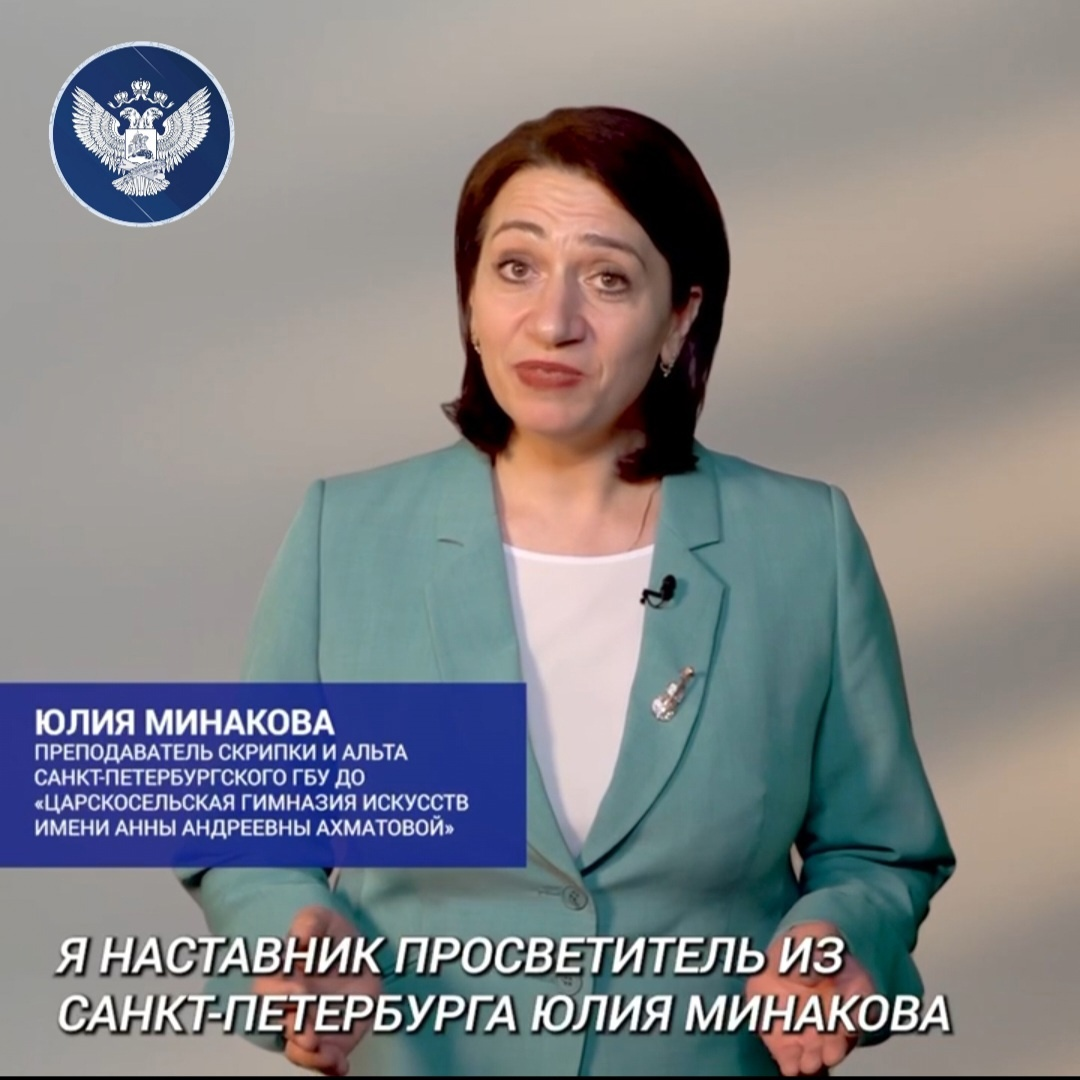 ЮЛИЯ МИНАКОВА
ПРЕПОДАВАТЕЛЬ СКРИПКИ И АЛЬТА
САНКТ-ПЕТЕРБУРГСКОГО ГБУ ДО
«ЦАРСКОСЕЛЬСКАЯ ГИМНАЗИЯ ИСКУССТВ
ИМЕНИ АННЫ АНДРЕЕВНЫ АХМАТОВОЙ»
Я НАСТАВНИК ПРОСВЕТИТЕЛЬ ИЗ
САНКТ-ПЕТЕРБУРГА ЮЛИЯ МИНАКОВА